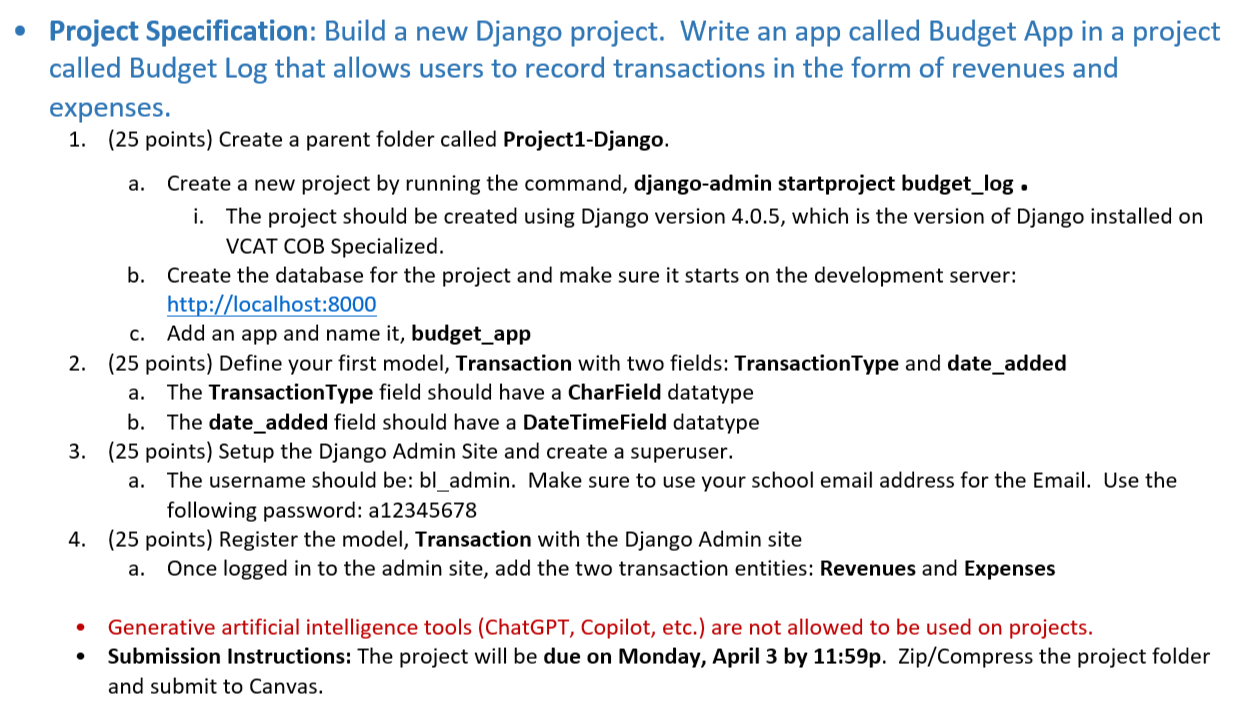 • Project Specification: Build a new Django project.  Write an app called Budget App in a project
called Budget Log that allows users to record transactions in the form of revenues and
expenses.
1. (25 points) Create a parent folder called Project1-Django.
a. Create a new project by running the command, django-admin startproject budget_log .
i. The project should be created using Django version 4.0.5, which is the version of Django installed on
VCAT COB Specialized.
b. Create the database for the project and make sure it starts on the development server:
http://localhost:8000
c. Add an app and name it, budget_app
2. (25 points) Define your first model, Transaction with two fields: TransactionType and date_added
a. The TransactionType field should have a CharField datatype
b. The date_added field should have a DateTimeField datatype
3. (25 points) Setup the Django Admin Site and create a superuser.
a. The username should be: bl_admin.  Make sure to use your school email address for the Email.  Use the
following password: a12345678
4. (25 points) Register the model, Transaction with the Django Admin site
a. Once logged in to the admin site, add the two transaction entities: Revenues and Expenses
• Generative artificial intelligence tools (ChatGPT, Copilot, etc.) are not allowed to be used on projects.
• Submission Instructions: The project will be due on Monday, April 3 by 11:59p.  Zip/Compress the project folder
and submit to Canvas.